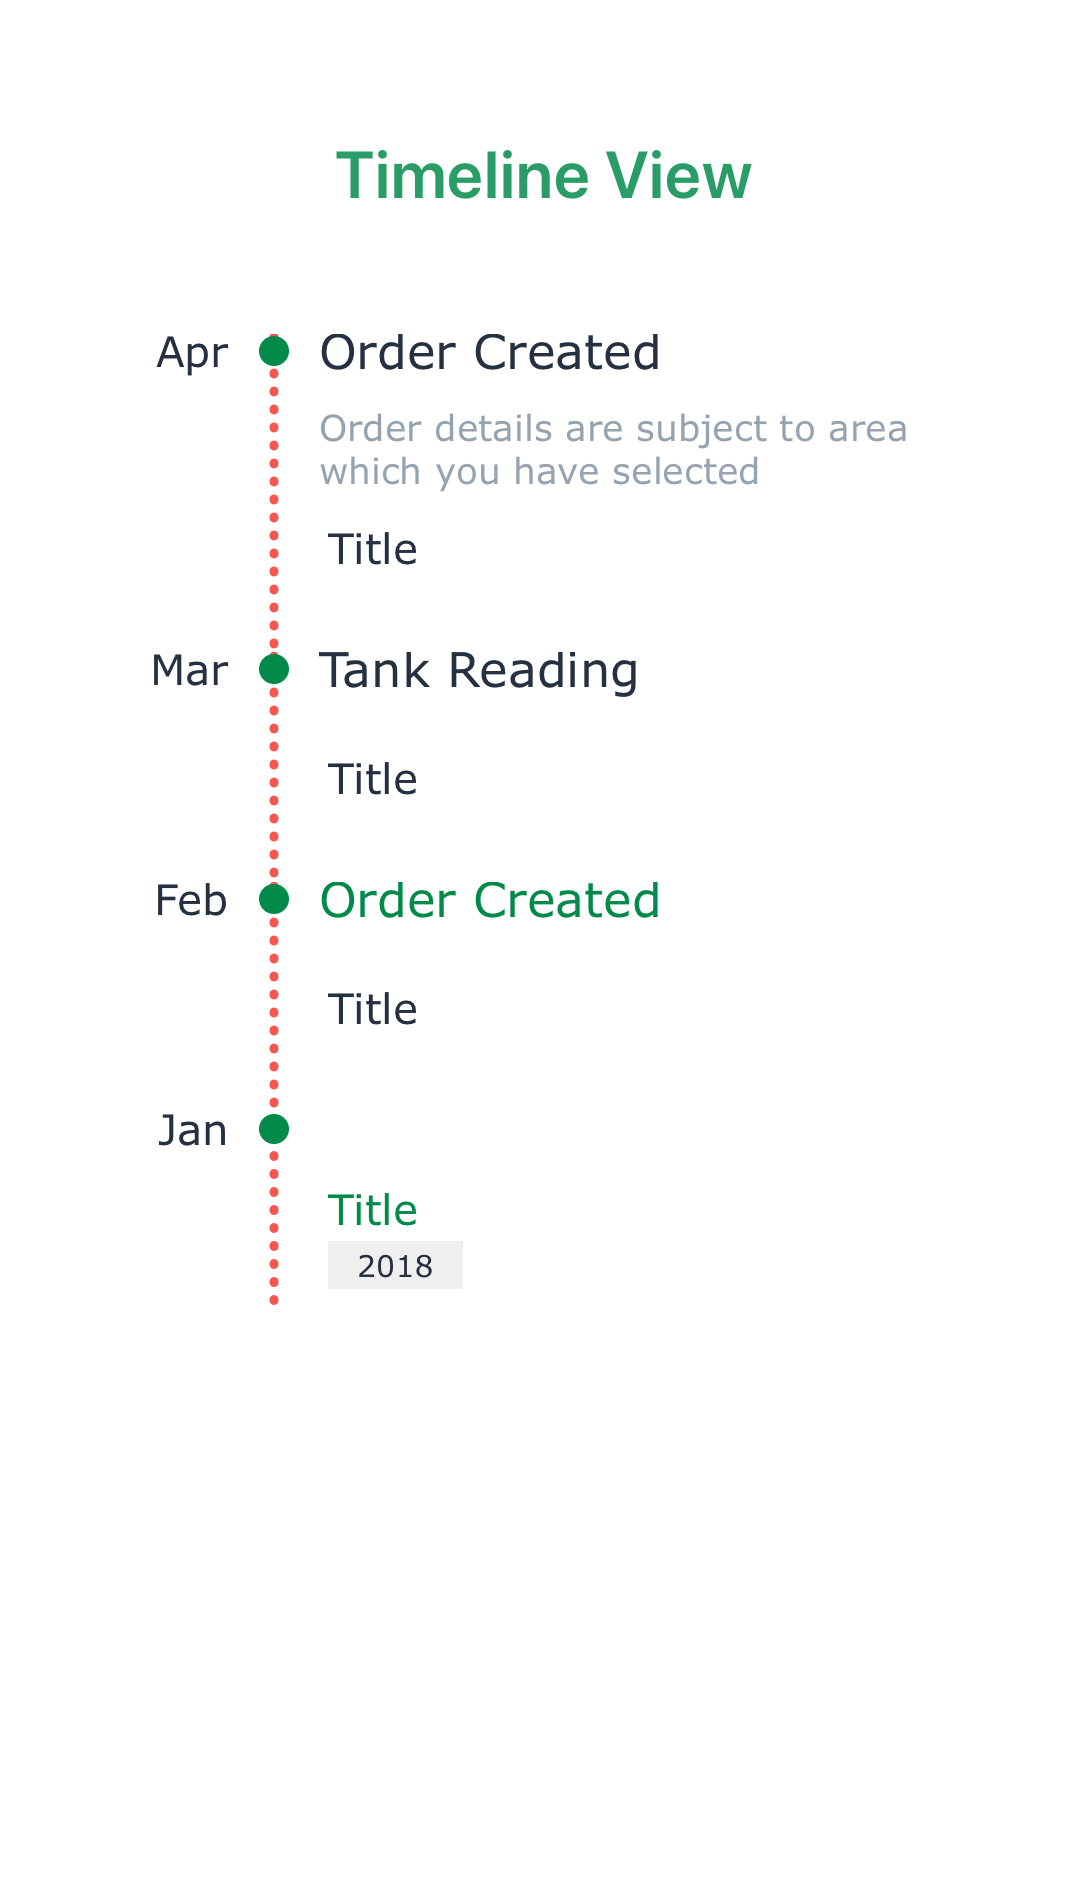 Timeline View
Apr
Order Created
Order details are subject to area
which you have selected
Title
Mar
Tank Reading
Title
Feb
Order Created
Title
Jan
Title
2018